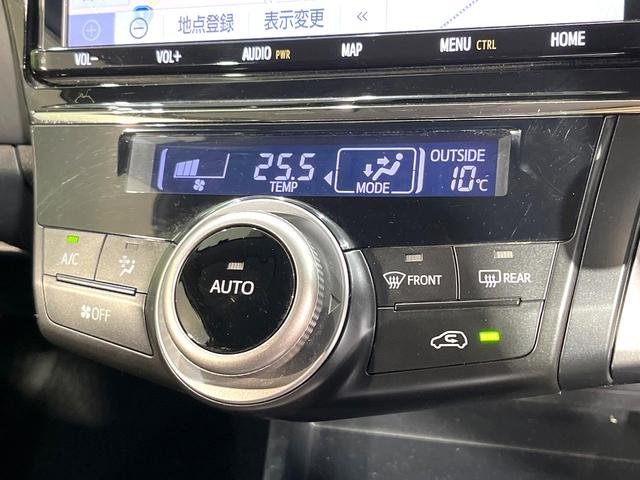 地点登録 表示変更 «
VOL- VOL+ AUDIO PWR MAP MENU CTRL HOME
25.5 TEMP MODE OUTSIDE 10℃
A/C AUTO FRONT REAR
OFF